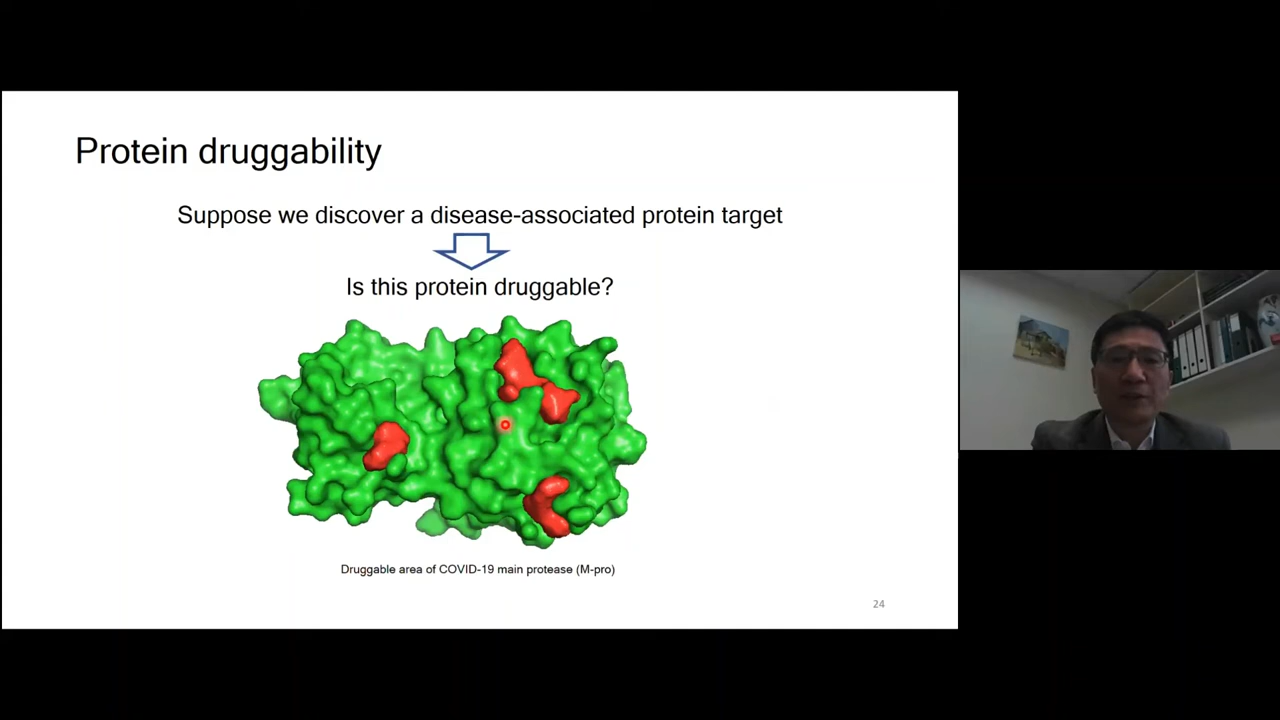 Protein druggability
Suppose we discover a disease-associated protein target
Is this protein druggable?
Druggable area of COVID-19 main protease (M-pro)
24